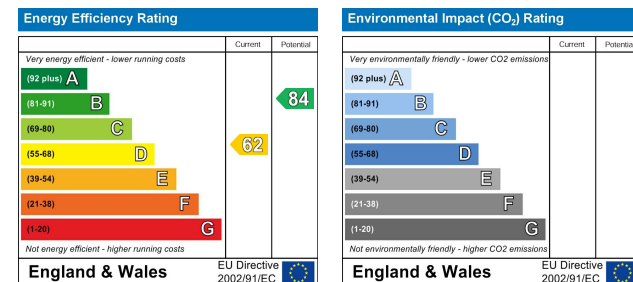 Energy Efficiency Rating
Current Potential
Very energy efficient - lower running costs
(92 plus) A
(81-91) B
84
(69-80) C
(55-68) D
62
(39-54) E
(21-38) F
(1-20) G
Not energy efficient - higher running costs
England & Wales
EU Directive
2002/91/EC
Environmental Impact (CO2) Rating
Current Potential
Very environmentally friendly - lower CO2 emissions
(92 plus) A
(81-91) B
(69-80) C
(55-68) D
(39-54) E
(21-38) F
(1-20) G
Not environmentally friendly - higher CO2 emissions
England & Wales
EU Directive
2002/91/EC